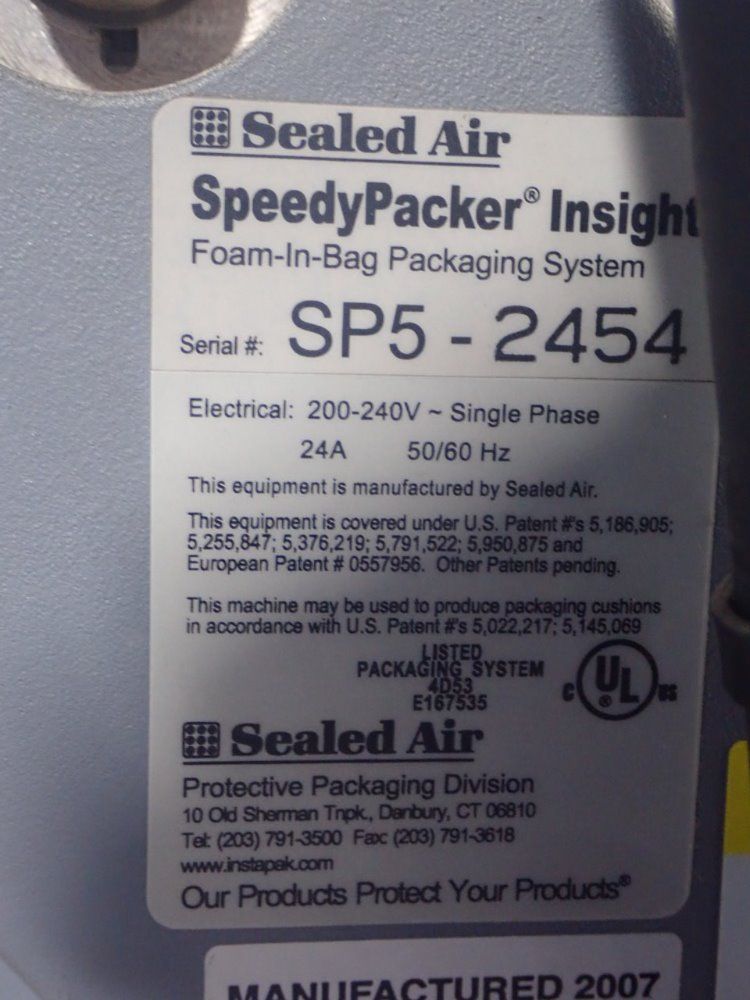 Sealed Air
SpeedyPacker® Insight
Foam-In-Bag Packaging System
Serial #: SP5 - 2454
Electrical: 200-240V ~ Single Phase
24A 50/60 Hz
This equipment is manufactured by Sealed Air.
This equipment is covered under U.S. Patent #'s 5,186,905;
5,255,847; 5,376,219; 5,791,522; 5,950,875 and
European Patent # 0557956. Other Patents pending.
This machine may be used to produce packaging cushions
in accordance with U.S. Patent #'s 5,022,217; 5,145,069
LISTED
PACKAGING SYSTEM
4D53
E167535
C UL® US
Sealed Air
Protective Packaging Division
10 Old Sherman Tnpk., Danbury, CT 06810
Tel: (203) 791-3500 Fax: (203) 791-3618
www.instapak.com
Our Products Protect Your Products®
MANUFACTURED 2007